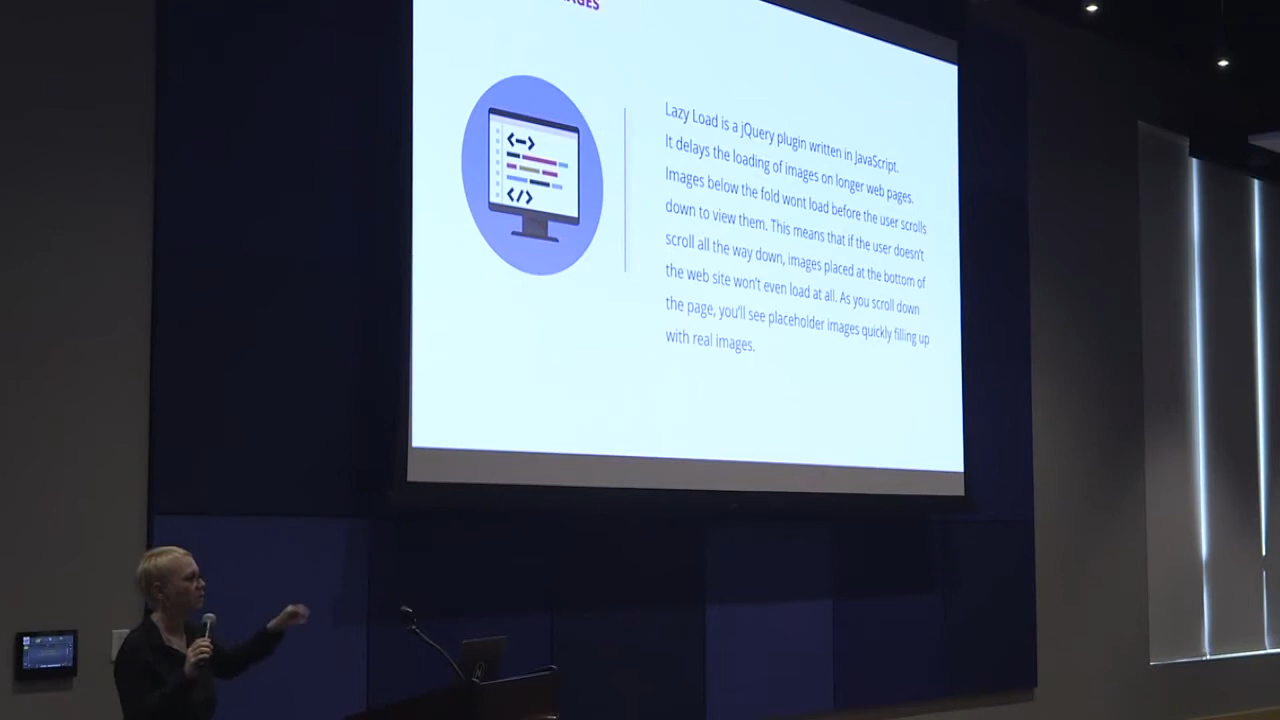 Lazy Load is a jQuery plugin written in JavaScript.
It delays the loading of images on longer web pages.
Images below the fold wont load before the user scrolls
down to view them. This means that if the user doesn't
scroll all the way down, images placed at the bottom of
the web site won't even load at all. As you scroll down
the page, you'll see placeholder images quickly filling up
with real images.